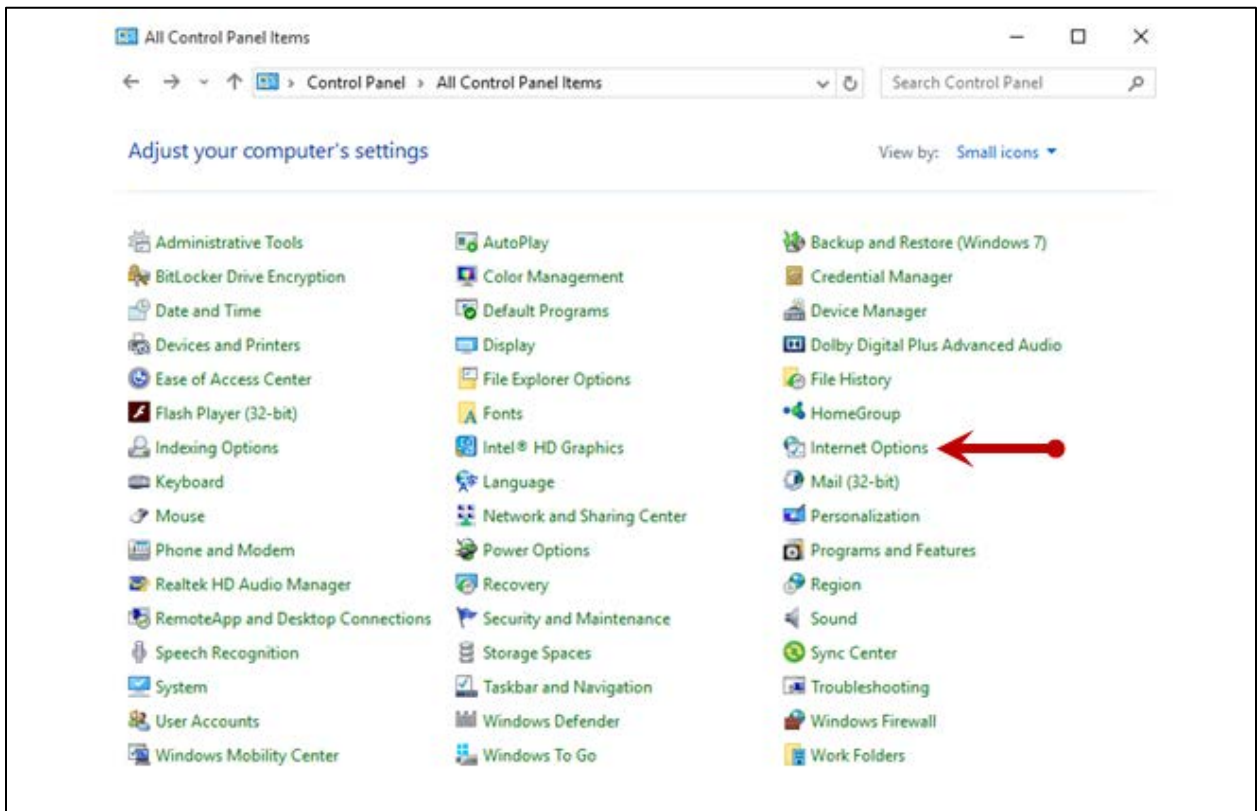 All Control Panel Items
Control Panel > All Control Panel Items Search Control Panel
Adjust your computer's settings View by: Small icons
Administrative Tools AutoPlay Backup and Restore (Windows 7)
BitLocker Drive Encryption Color Management Credential Manager
Date and Time Default Programs Device Manager
Devices and Printers Display Dolby Digital Plus Advanced Audio
Ease of Access Center File Explorer Options File History
Flash Player (32-bit) Fonts HomeGroup
Indexing Options Intel® HD Graphics Internet Options
Keyboard Language Mail (32-bit)
Mouse Network and Sharing Center Personalization
Phone and Modem Power Options Programs and Features
Realtek HD Audio Manager Recovery Region
RemoteApp and Desktop Connections Security and Maintenance Sound
Speech Recognition Storage Spaces Sync Center
System Taskbar and Navigation Troubleshooting
User Accounts Windows Defender Windows Firewall
Windows Mobility Center Windows To Go Work Folders